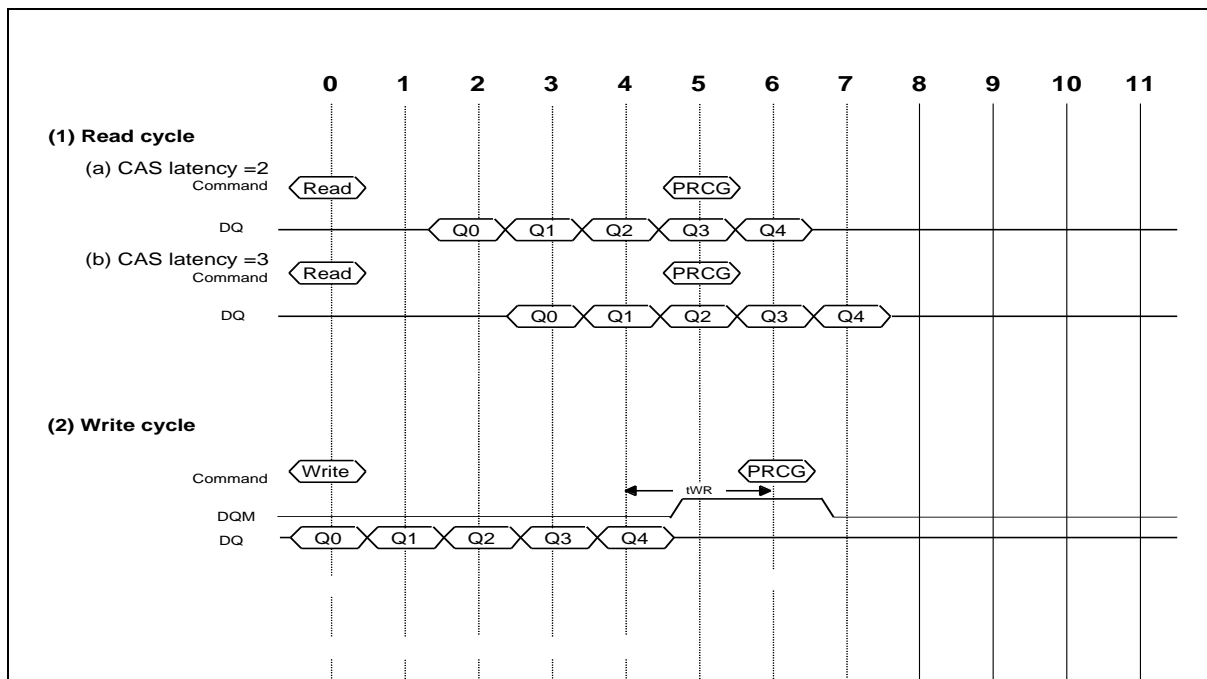 0 1 2 3 4 5 6 7 8 9 10 11
(1) Read cycle
(a) CAS latency =2
Command Read PRCG
DQ Q0 Q1 Q2 Q3 Q4
(b) CAS latency =3
Command Read PRCG
DQ Q0 Q1 Q2 Q3 Q4
(2) Write cycle
Command Write PRCG
tWR
DQM
DQ Q0 Q1 Q2 Q3 Q4